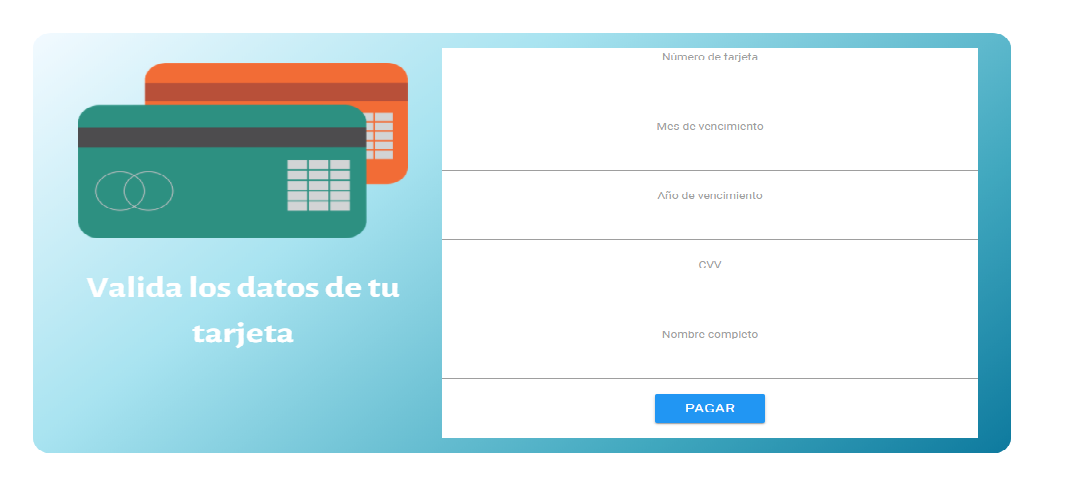 Valida los datos de tu
tarjeta
Número de tarjeta
Mes de vencimiento
Año de vencimiento
CVV
Nombre completo
PAGAR